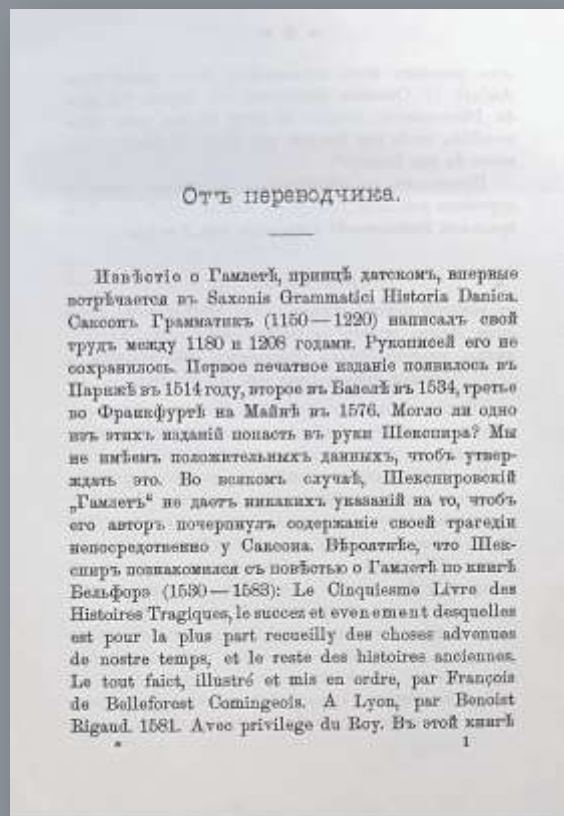 Отъ переводчика.
Извѣстіе о Гамлетѣ, принцѣ датскомъ, впервые
встрѣчается въ Saxonis Grammatici Historia Danica.
Саксонъ Грамматикъ (1150—1220) написалъ свой
трудъ между 1180 и 1208 годами. Рукописей его не
сохранилось. Первое печатное изданіе появилось въ
Парижѣ въ 1514 году, второе въ Базелѣ въ 1534, третье
во Франкфуртѣ на Майнѣ въ 1576. Могло ли одно
изъ этихъ изданій попасть въ руки Шекспира? Мы
не имѣемъ положительныхъ данныхъ, чтобъ утвер-
ждать это. Во всякомъ случаѣ, Шекспировскій
„Гамлетъ“ не даетъ никакихъ указаній на то, чтобъ
его авторъ почерпнулъ содержаніе своей трагедіи
непосредственно у Саксона. Вѣроятнѣе, что Шек-
спиръ познакомился съ повѣстью о Гамлетѣ по книгѣ
Бельфорэ (1530—1583): Le Cinquiesme Livre des
Histoires Tragiques, le succez et evenement desquelles
est pour la plus part recueilly des choses advenues
de nostre temps, et le reste des histoires anciennes.
Le tout faict, illustré et mis en ordre, par François
de Belleforest Comingeois. A Lyon, par Benoist
Rigaud. 1581. Avec privilege du Roy. Въ этой книгѣ
* 1